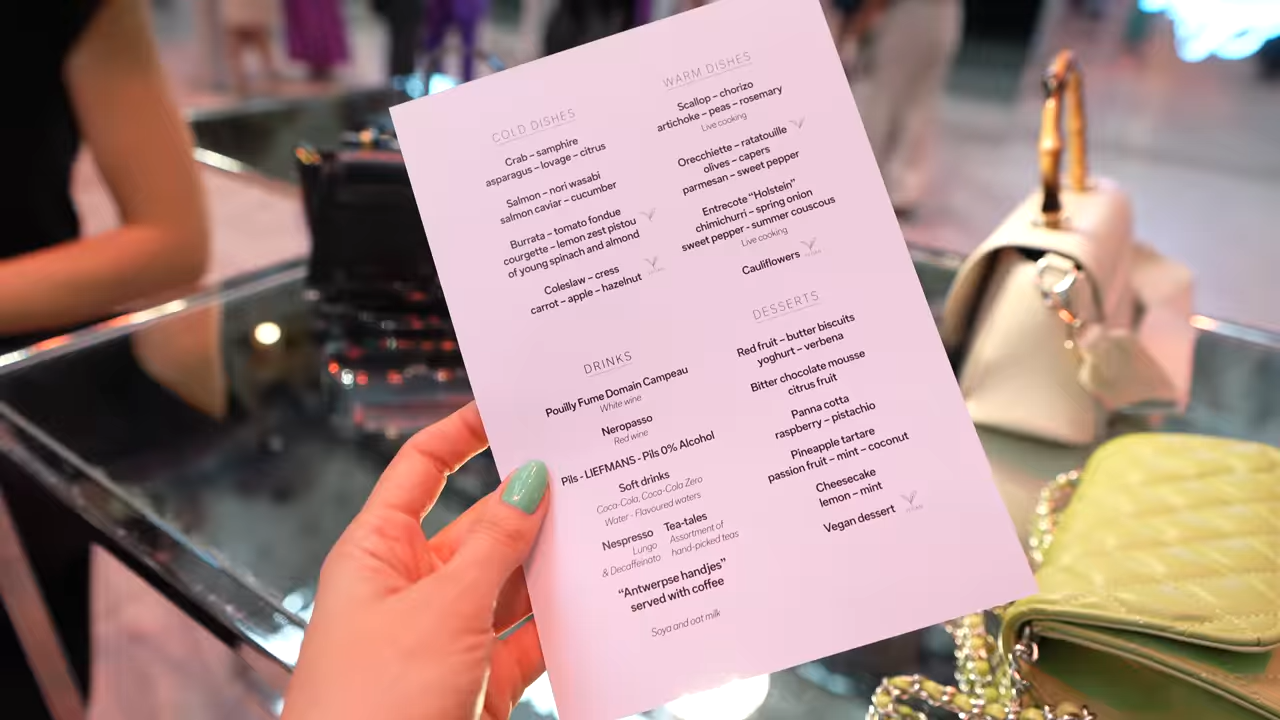 COLD DISHES
Crab – samphire
asparagus – lovage – citrus
Salmon – nori wasabi
salmon caviar – cucumber
Burrata – tomato fondue
courgette – lemon zest pistou
of young spinach and almond
Coleslaw – cress
carrot – apple – hazelnut
DRINKS
Pouilly Fume Domain Campeau
White wine
Neropasso
Red wine
Pils - LIEFMANS - Pils 0% Alcohol
Soft drinks
Coca-Cola, Coca-Cola Zero
Water - Flavoured waters
Nespresso
Lungo
& Decaffeinato
Tea-tales
Assortment of
hand-picked teas
“Antwerpse handjes”
served with coffee
Soya and oat milk
WARM DISHES
Scallop – chorizo
artichoke – peas – rosemary
Live cooking
Orecchiette – ratatouille
olives – capers
parmesan – sweet pepper
Entrecote “Holstein”
chimichurri – spring onion
sweet pepper - summer couscous
Live cooking
Cauliflowers
DESSERTS
Red fruit – butter biscuits
yoghurt – verbena
Bitter chocolate mousse
citrus fruit
Panna cotta
raspberry – pistachio
Pineapple tartare
passion fruit – mint – coconut
Cheesecake
lemon – mint
Vegan dessert